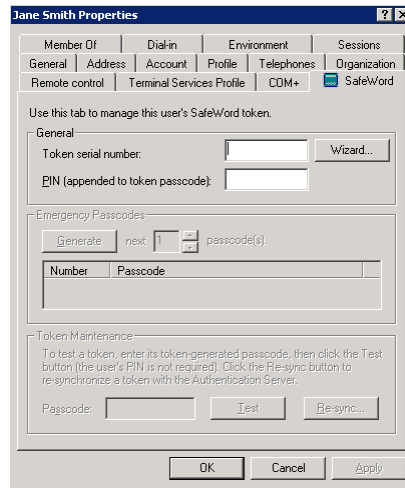 Jane Smith Properties
Member Of Dial-in Environment Sessions
General Address Account Profile Telephones Organization
Remote control Terminal Services Profile COM+ SafeWord
Use this tab to manage this user's SafeWord token.
General
Token serial number: Wizard...
PIN (appended to token passcode):
Emergency Passcodes
Generate next 1 passcode(s).
Number Passcode
Token Maintenance
To test a token, enter its token-generated passcode, then click the Test
button (the user's PIN is not required). Click the Re-sync button to
re-synchronize a token with the Authentication Server.
Passcode: Test Re-sync...
OK Cancel Apply